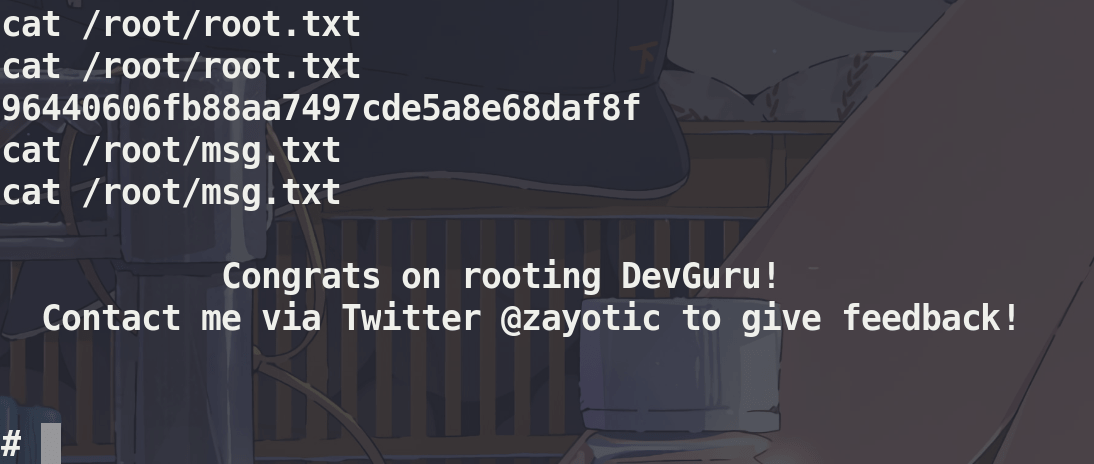 cat /root/root.txt
cat /root/root.txt
96440606fb88aa7497cde5a8e68daf8f
cat /root/msg.txt
cat /root/msg.txt
Congrats on rooting DevGuru!
Contact me via Twitter @zayotic to give feedback!
#